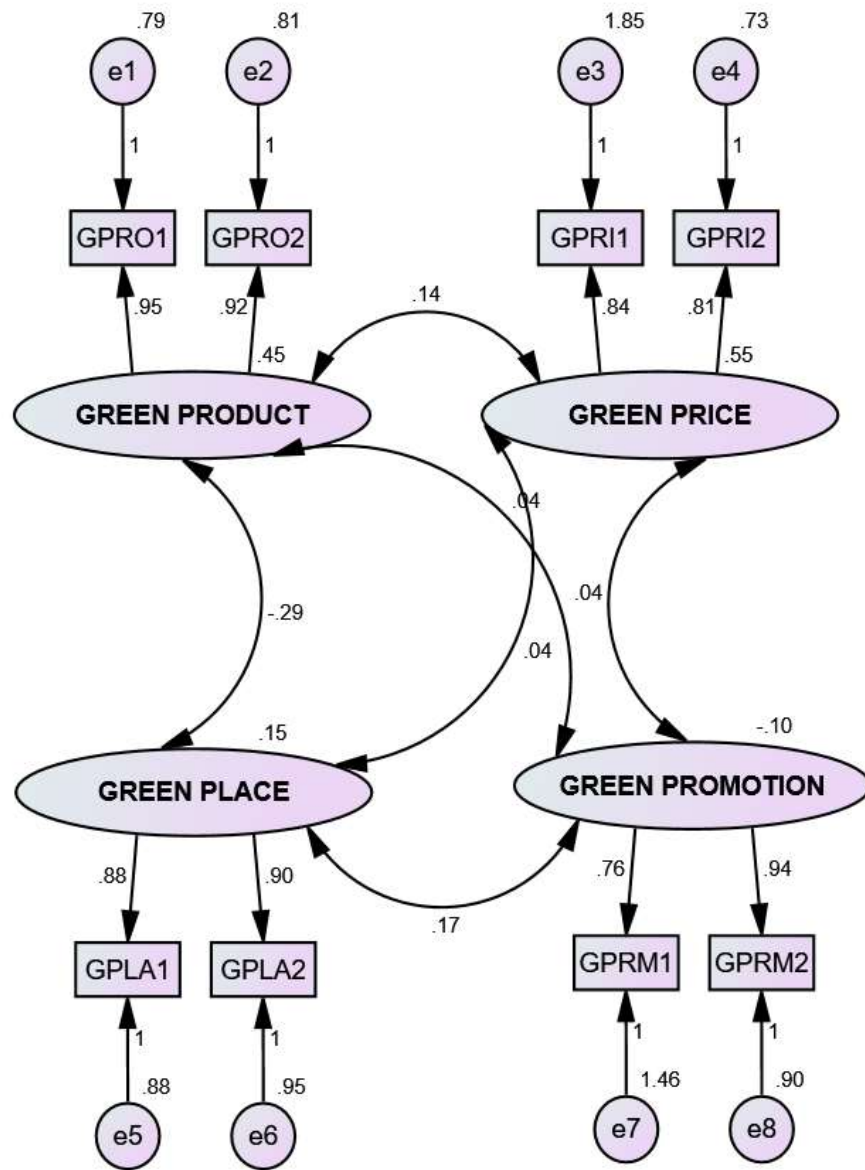 .79 .81 1.85 .73
e1 e2 e3 e4
1 1 1 1
GPRO1 GPRO2 GPRI1 GPRI2
.95 .92 .14 .84 .81
.45 .55
GREEN PRODUCT GREEN PRICE
.04
-.29 .04
.04
.15 -.10
GREEN PLACE GREEN PROMOTION
.88 .90 .76 .94
.17
GPLA1 GPLA2 GPRM1 GPRM2
1 1 1 1
.88 .95 1.46 .90
e5 e6 e7 e8